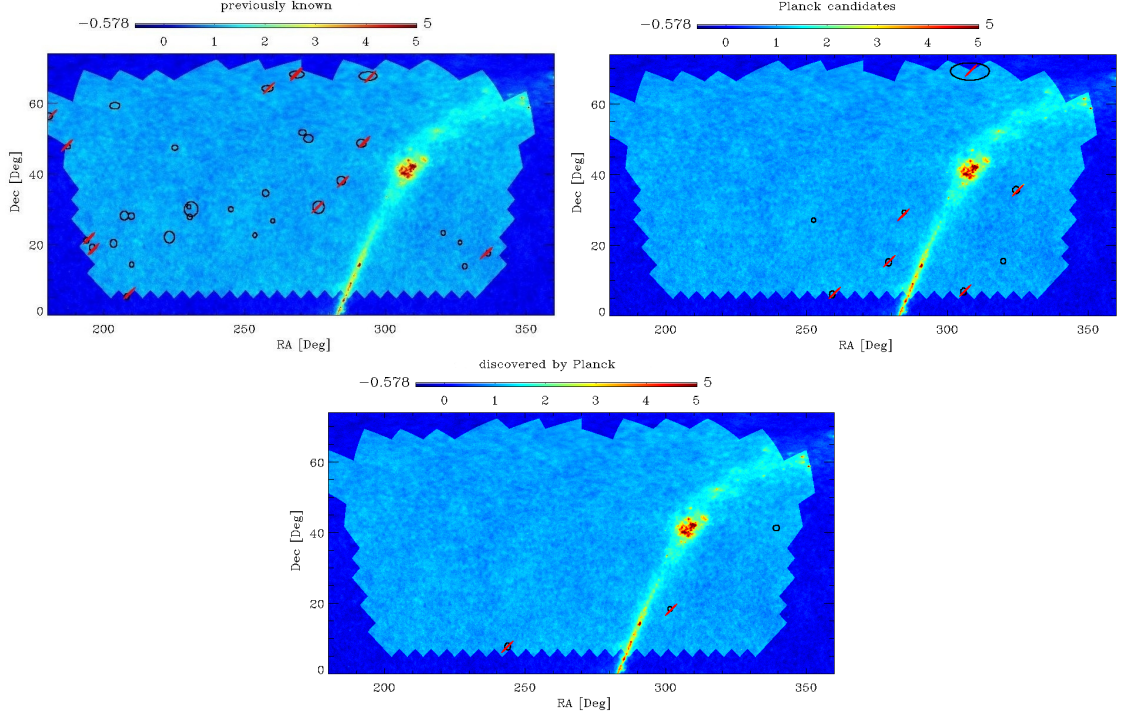 previously known
−0.578 5
0 1 2 3 4 5
Dec [Deg]
60
40
20
0
200 250 300 350
RA [Deg]
Planck candidates
−0.578 5
0 1 2 3 4 5
Dec [Deg]
60
40
20
0
200 250 300 350
RA [Deg]
discovered by Planck
−0.578 5
0 1 2 3 4 5
Dec [Deg]
60
40
20
0
200 250 300 350
RA [Deg]